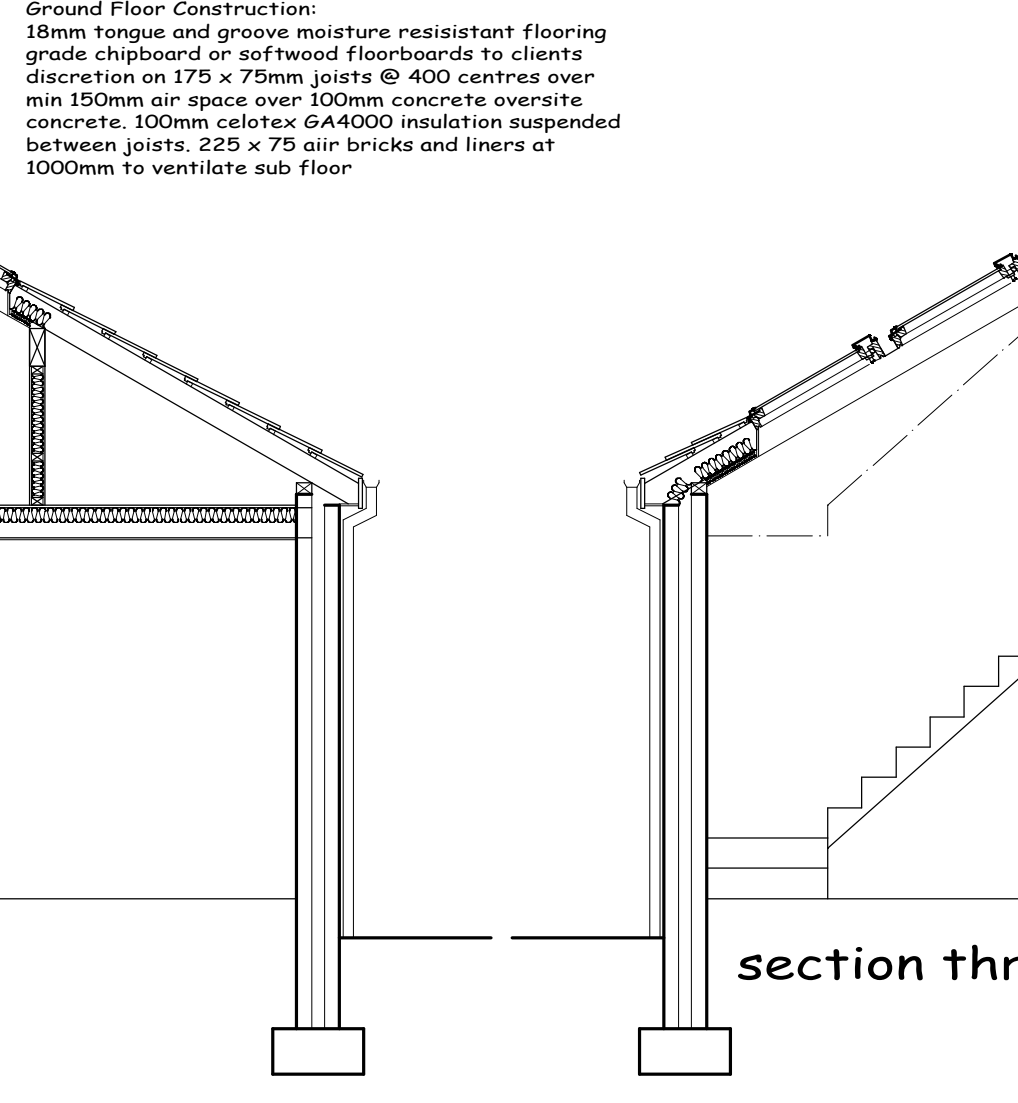 Ground Floor Construction:
18mm tongue and groove moisture resisistant flooring
grade chipboard or softwood floorboards to clients
discretion on 175 x 75mm joists @ 400 centres over
min 150mm air space over 100mm concrete oversite
concrete. 100mm celotex GA4000 insulation suspended
between joists. 225 x 75 aiir bricks and liners at
1000mm to ventilate sub floor
section thr